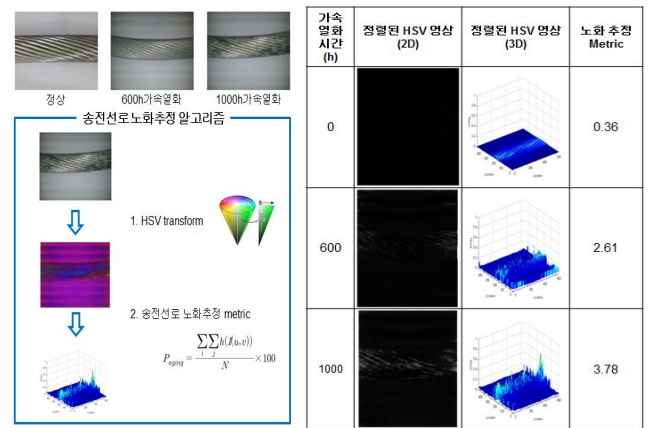 정상
600h가속열화
1000h가속열화
송전선로 노화추정 알고리즘
1. HSV transform
2. 송전선로 노화추정 metric
P_aging = ∑_i ∑_j h(I(u,v)) / N × 100
가속 열화 시간 (h)
정렬된 HSV 영상 (2D)
정렬된 HSV 영상 (3D)
노화 추정 Metric
0
0.36
600
2.61
1000
3.78